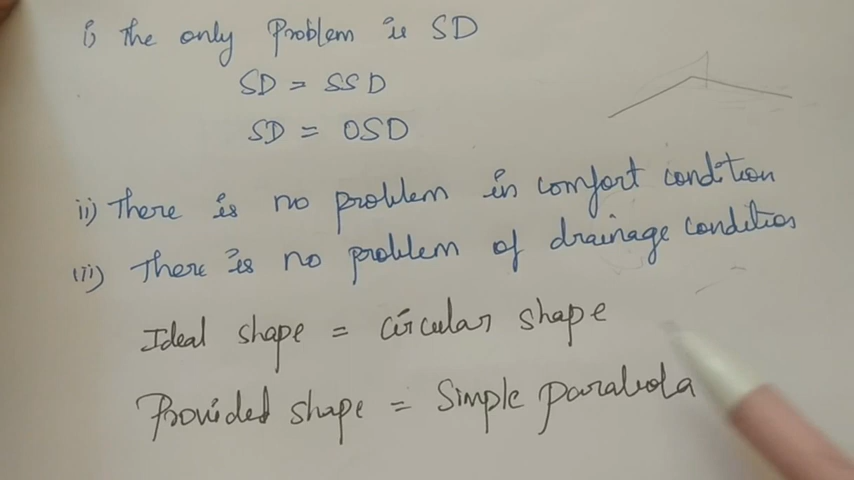 i) The only Problem is SD
SD = SSD
SD = OSD
ii) There is no problem in comfort condition
(iii) There is no problem of drainage condition
Ideal shape = circular shape
Provided shape = Simple parabola